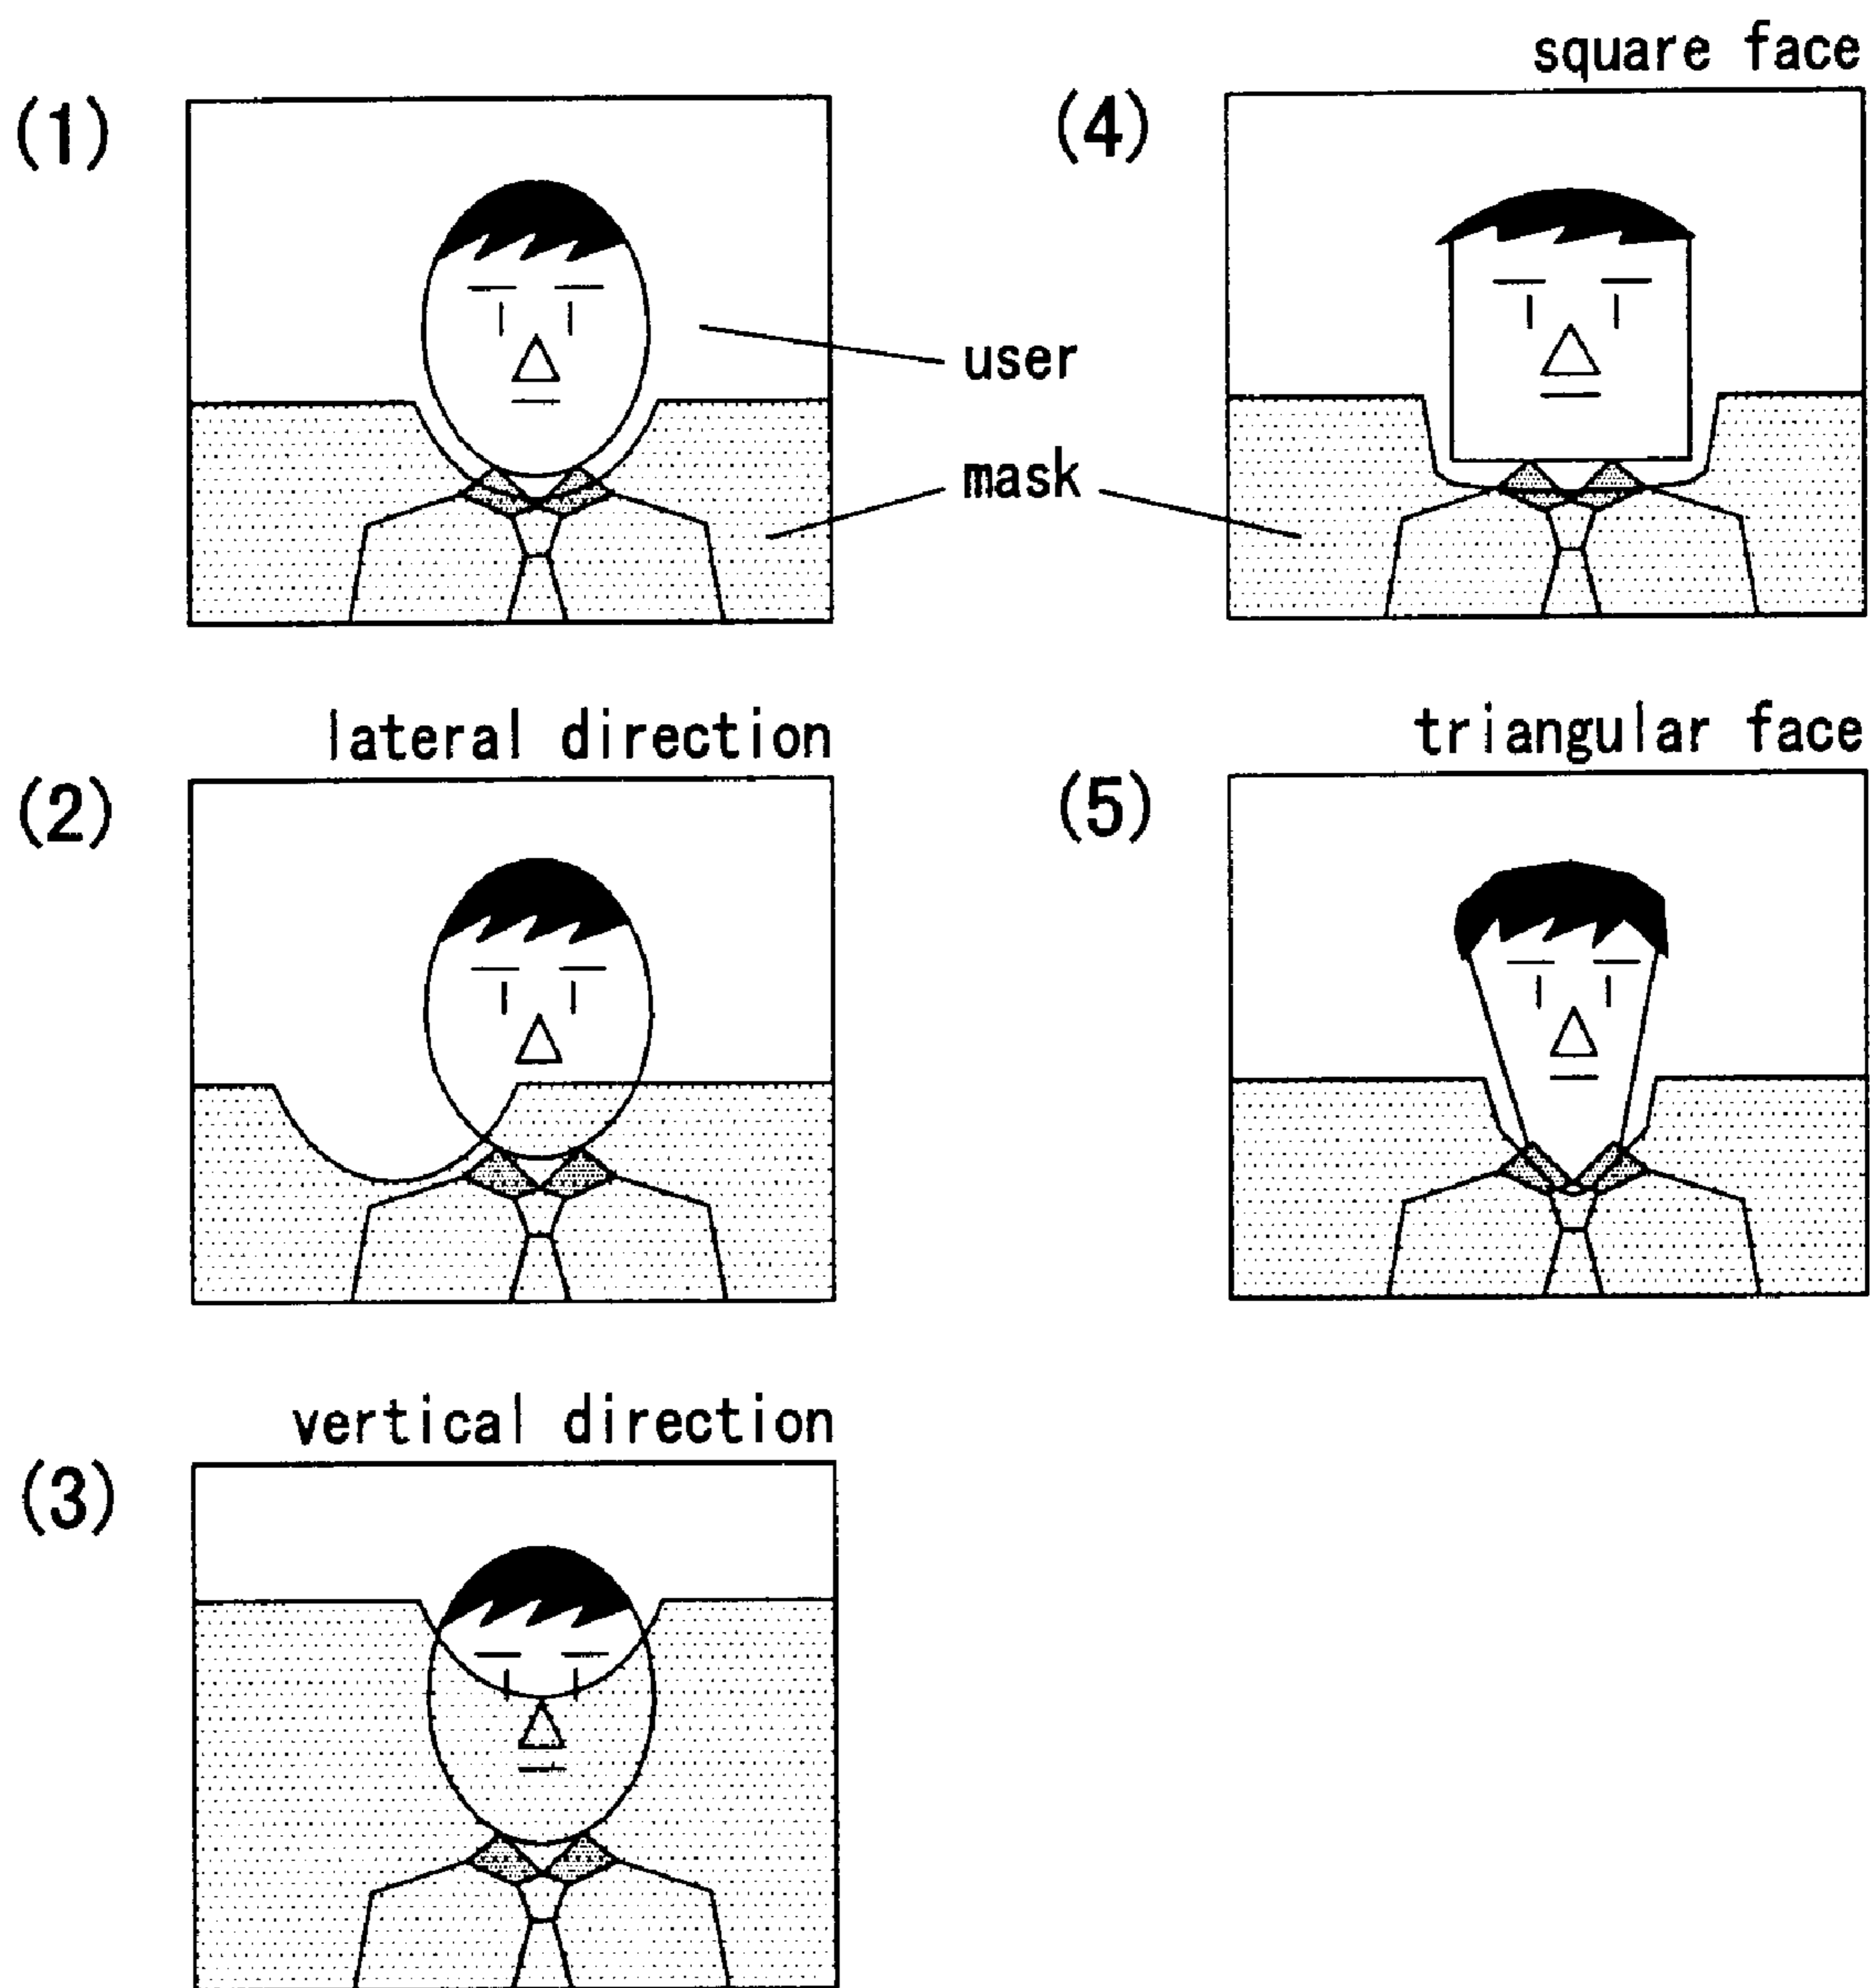 (1)
user
mask
lateral direction
(2)
vertical direction
(3)
square face
(4)
triangular face
(5)